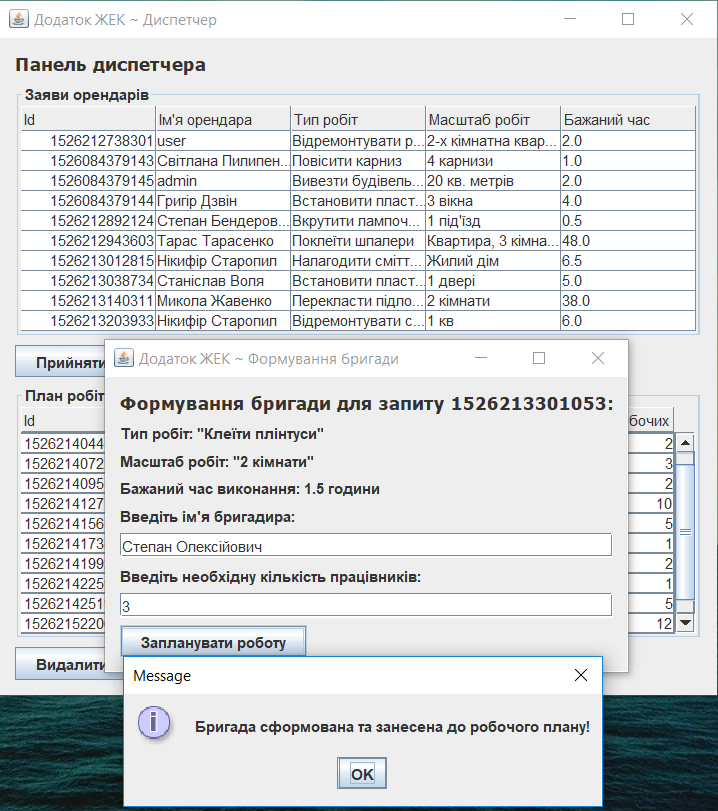 Додаток ЖЕК ~ Диспетчер
Панель диспетчера
Заяви орендарів
Id Ім'я орендара Тип робіт Масштаб робіт Бажаний час
1526212738301 user Відремонтувати р... 2-х кімнатна квар... 2.0
1526084379143 Світлана Пилипен... Повісити карниз 4 карнизи 1.0
1526084379145 admin Вивезти будівель... 20 кв. метрів 2.0
1526084379144 Григір Дзвін Встановити пласт... 3 вікна 4.0
1526212892124 Степан Бендеров... Вкрутити лампоч... 1 під'їзд 0.5
1526212943603 Тарас Тарасенко Поклеїти шпалери Квартира, 3 кімна... 48.0
1526213012815 Нікифір Старопил Налагодити смітт... Жилий дім 6.5
1526213038734 Станіслав Воля Встановити пласт... 1 двері 5.0
1526213140311 Микола Жавенко Перекласти підло... 2 кімнати 38.0
1526213203933 Нікифір Старопил Відремонтувати с... 1 кв 6.0
Прийняти
План робіт
Id бочих
1526214044 2
1526214072 3
1526214095 2
1526214127 10
1526214156 5
1526214173 1
1526214199 2
1526214225 1
152621425 5
152621522 12
Видалити
Додаток ЖЕК ~ Формування бригади
Формування бригади для запиту 1526213301053:
Тип робіт: "Клеїти плінтуси"
Масштаб робіт: "2 кімнати"
Бажаний час виконання: 1.5 години
Введіть ім'я бригадира:
Степан Олексійович
Введіть необхідну кількість працівників:
3
Запланувати роботу
Message
Бригада сформована та занесена до робочого плану!
OK